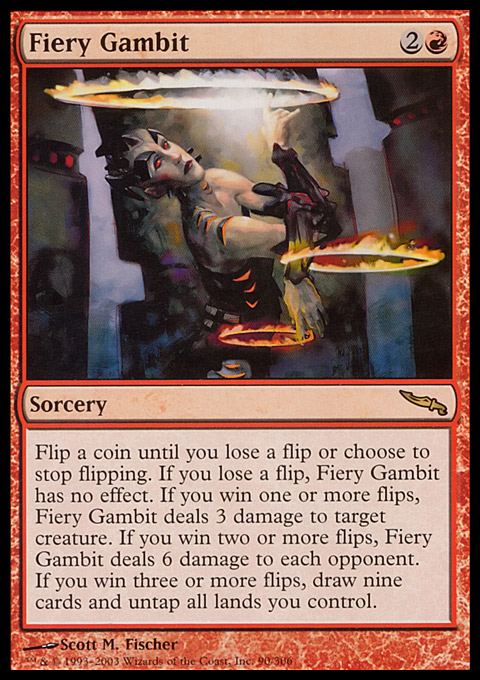 Fiery Gambit 2
Sorcery
Flip a coin until you lose a flip or choose to
stop flipping. If you lose a flip, Fiery Gambit
has no effect. If you win one or more flips,
Fiery Gambit deals 3 damage to target
creature. If you win two or more flips, Fiery
Gambit deals 6 damage to each opponent.
If you win three or more flips, draw nine
cards and untap all lands you control.
Scott M. Fischer
™ & © 1993–2003 Wizards of the Coast, Inc. 90/306